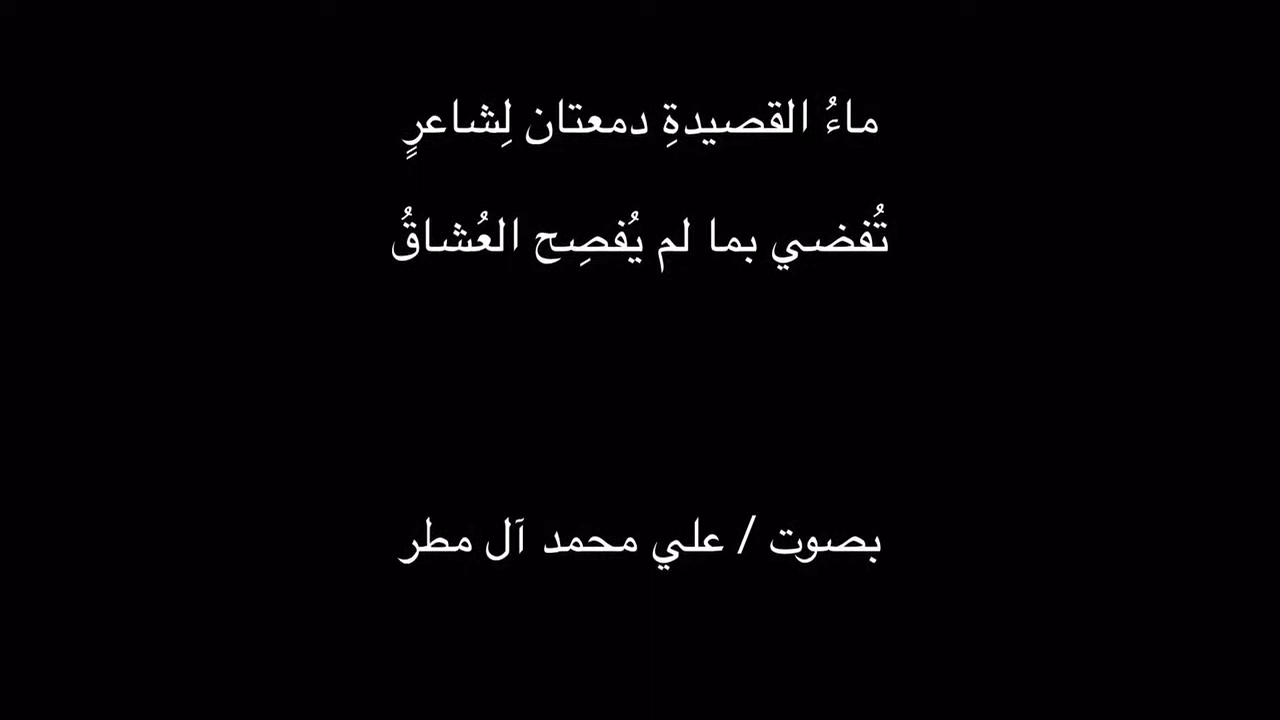 ماءُ القصيدةِ دمعتان لِشاعرٍ
تُفضي بما لم يُفصِح العُشاقُ
بصوت / علي محمد آل مطر